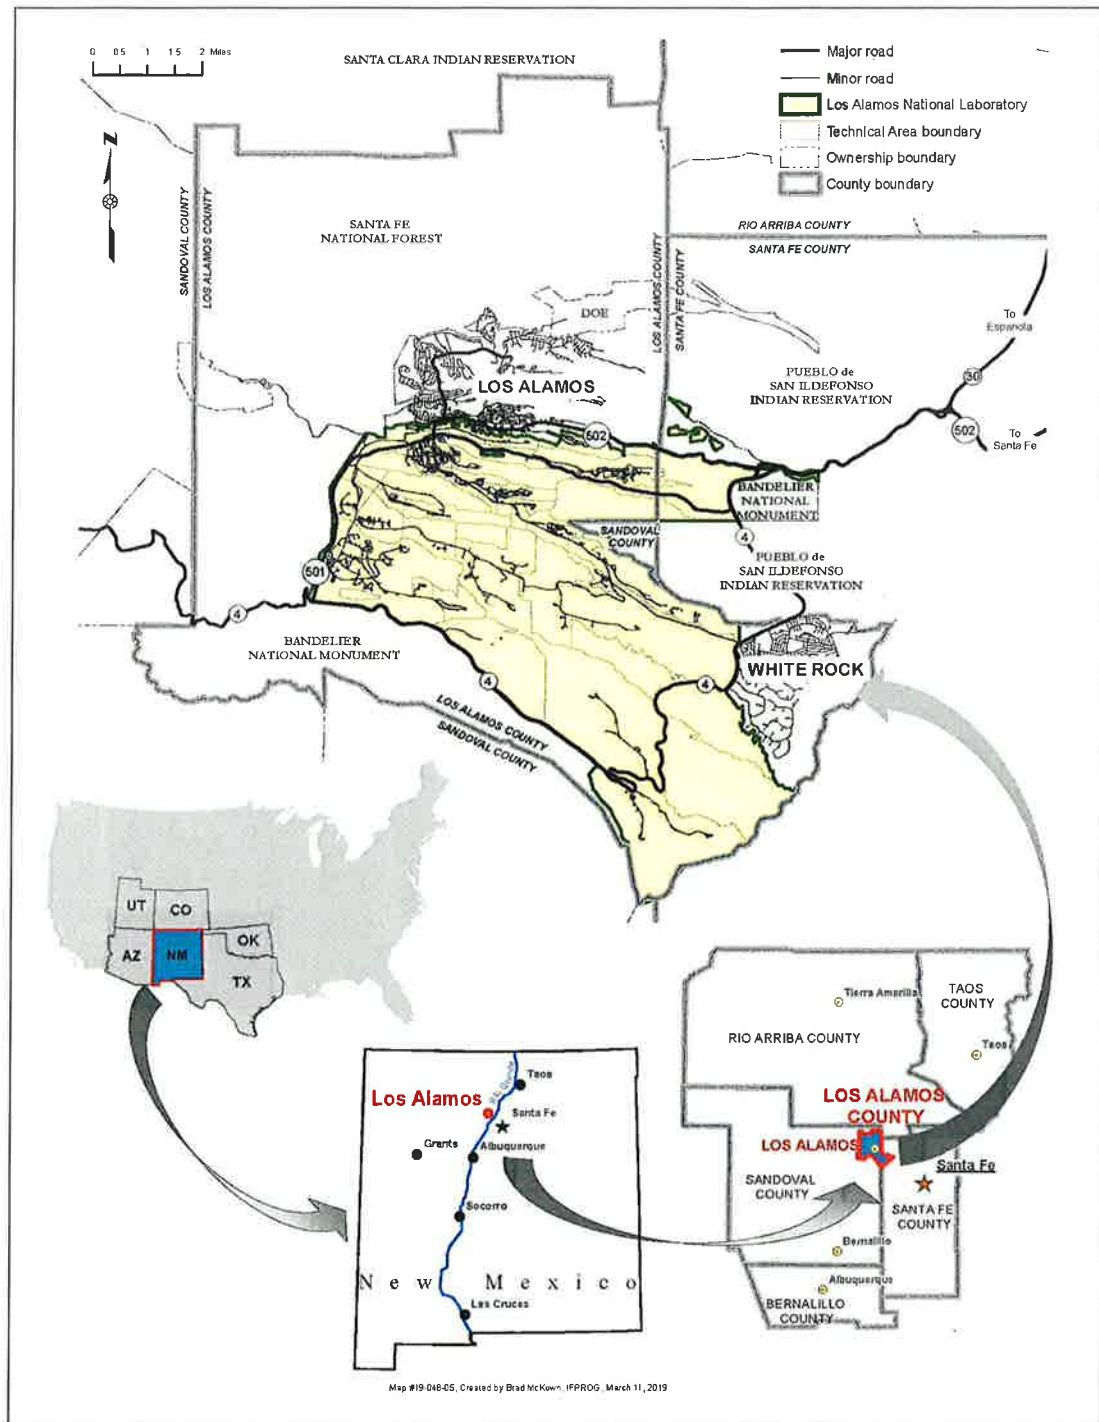 0 0.5 1 1.5 2 Miles
SANTA CLARA INDIAN RESERVATION
Major road
Minor road
Los Alamos National Laboratory
Technical Area boundary
Ownership boundary
County boundary
N
SANDOVAL COUNTY
LOS ALAMOS COUNTY
SANTA FE
NATIONAL FOREST
RIO ARRIBA COUNTY
SANTA FE COUNTY
LOS ALAMOS COUNTY
SANTA FE COUNTY
DOE
To
Espanola
LOS ALAMOS
PUEBLO de
SAN ILDEFONSO
INDIAN RESERVATION
30
502
502
To
Santa Fe
BANDELIER
NATIONAL
MONUMENT
SANDOVAL
COUNTY
4
PUEBLO de
SAN ILDEFONSO
INDIAN RESERVATION
501
4
BANDELIER
NATIONAL MONUMENT
WHITE ROCK
4
4
LOS ALAMOS COUNTY
SANDOVAL COUNTY
UT
CO
AZ
NM
OK
TX
Tierra Amarilla
TAOS
COUNTY
RIO ARRIBA COUNTY
Taos
LOS ALAMOS
COUNTY
LOS ALAMOS
Santa Fe
SANDOVAL
COUNTY
SANTA FE
COUNTY
Bernalillo
Albuquerque
BERNALILLO
COUNTY
Rio Grande
Taos
Los Alamos
Santa Fe
Grants
Albuquerque
Socorro
New Mexico
Las Cruces
Map #19-048-05, Created by Brad McKown, IFPROG, March 11, 2019